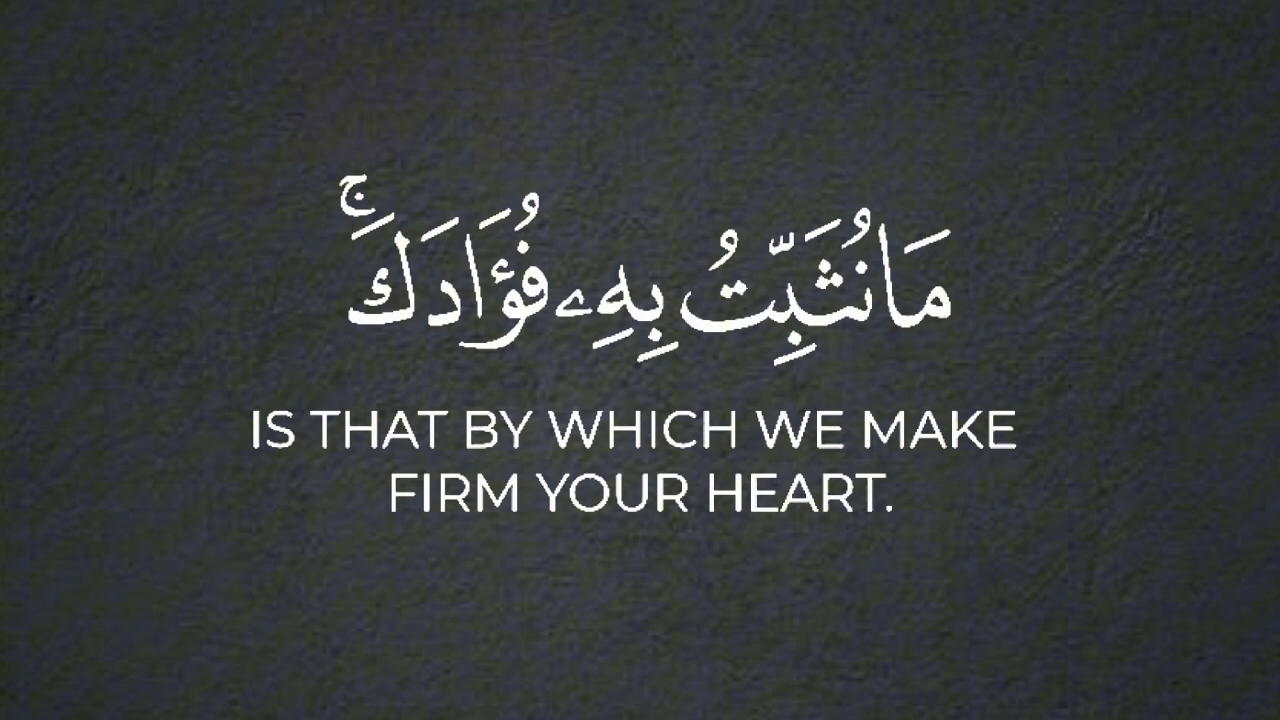 مَا نُثَبِّتُ بِهِۦ فُؤَادَكَ ۚ
IS THAT BY WHICH WE MAKE
FIRM YOUR HEART.